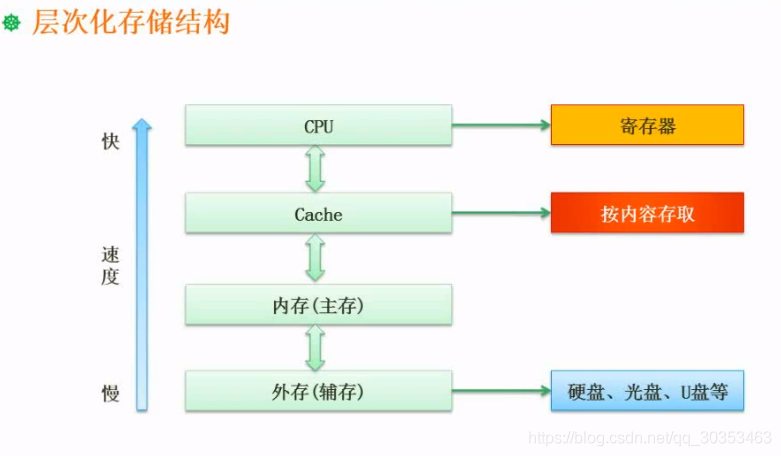 层次化存储结构
快
CPU
寄存器
Cache
按内容存取
速
度
内存(主存)
慢
外存(辅存)
硬盘、光盘、U盘等
https://blog.csdn.net/qq_30353463